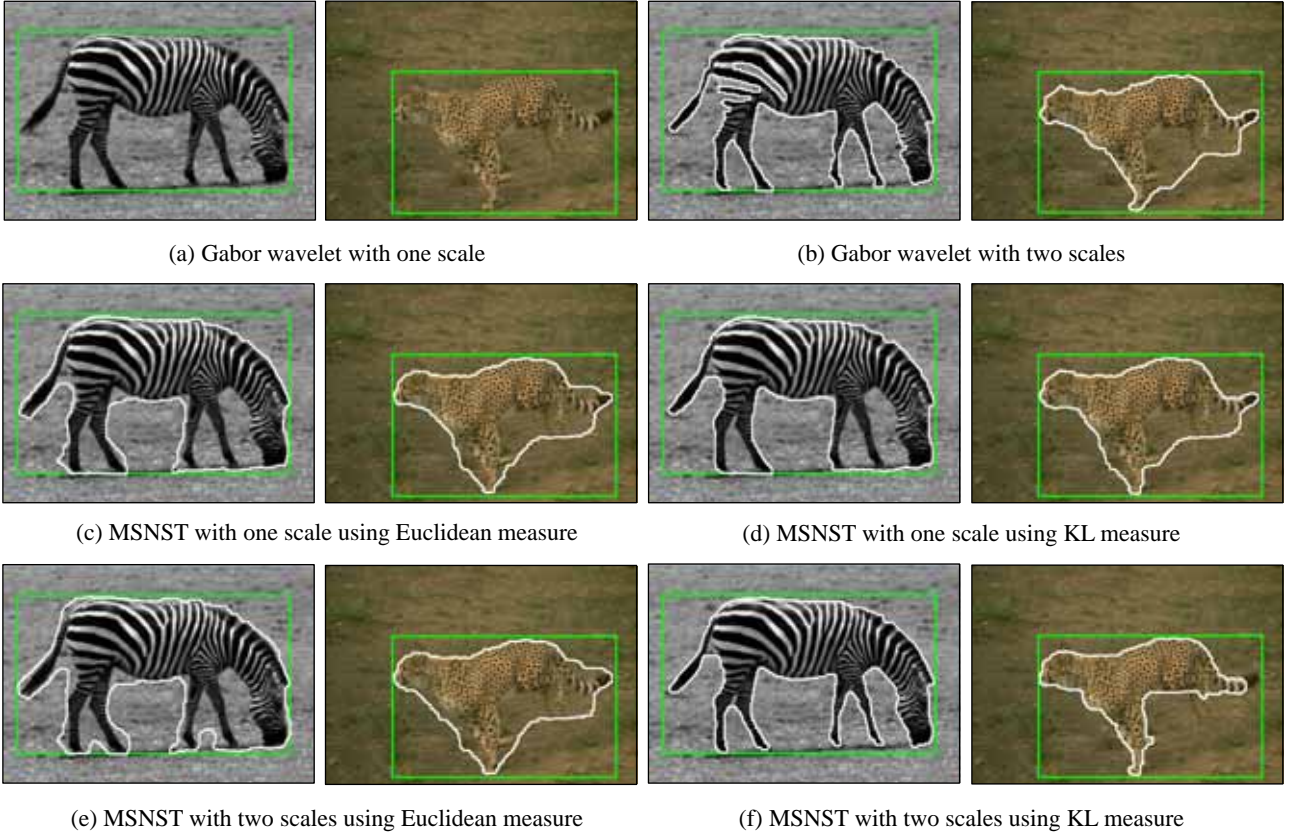 (a) Gabor wavelet with one scale
(b) Gabor wavelet with two scales
(c) MSNST with one scale using Euclidean measure
(d) MSNST with one scale using KL measure
(e) MSNST with two scales using Euclidean measure
(f) MSNST with two scales using KL measure